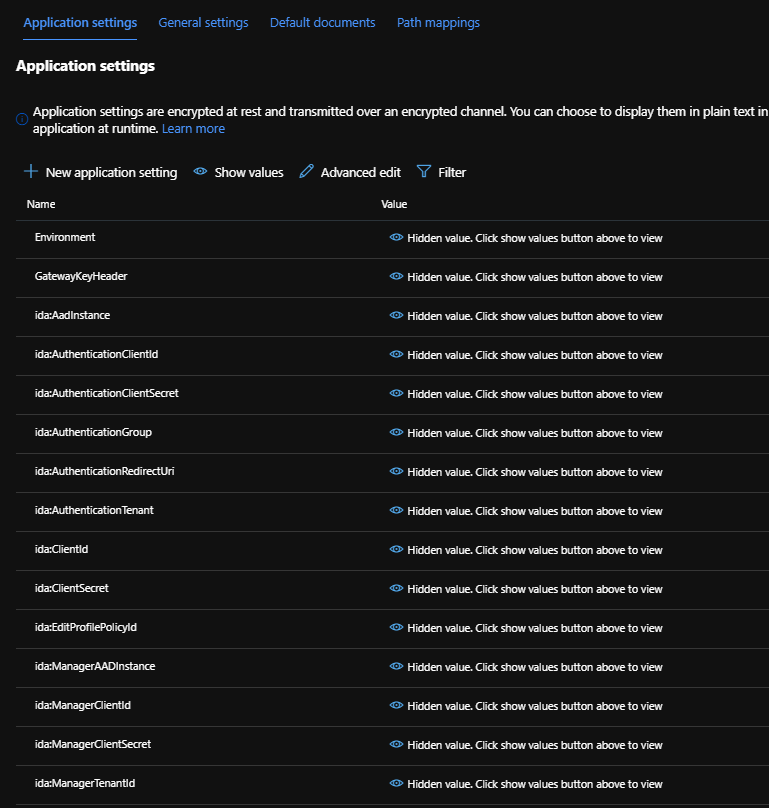 Application settings General settings Default documents Path mappings
Application settings
Application settings are encrypted at rest and transmitted over an encrypted channel. You can choose to display them in plain text in
application at runtime. Learn more
New application setting Show values Advanced edit Filter
Name Value
Environment Hidden value. Click show values button above to view
GatewayKeyHeader Hidden value. Click show values button above to view
ida:AadInstance Hidden value. Click show values button above to view
ida:AuthenticationClientId Hidden value. Click show values button above to view
ida:AuthenticationClientSecret Hidden value. Click show values button above to view
ida:AuthenticationGroup Hidden value. Click show values button above to view
ida:AuthenticationRedirectUri Hidden value. Click show values button above to view
ida:AuthenticationTenant Hidden value. Click show values button above to view
ida:ClientId Hidden value. Click show values button above to view
ida:ClientSecret Hidden value. Click show values button above to view
ida:EditProfilePolicyId Hidden value. Click show values button above to view
ida:ManagerAADInstance Hidden value. Click show values button above to view
ida:ManagerClientId Hidden value. Click show values button above to view
ida:ManagerClientSecret Hidden value. Click show values button above to view
ida:ManagerTenantId Hidden value. Click show values button above to view